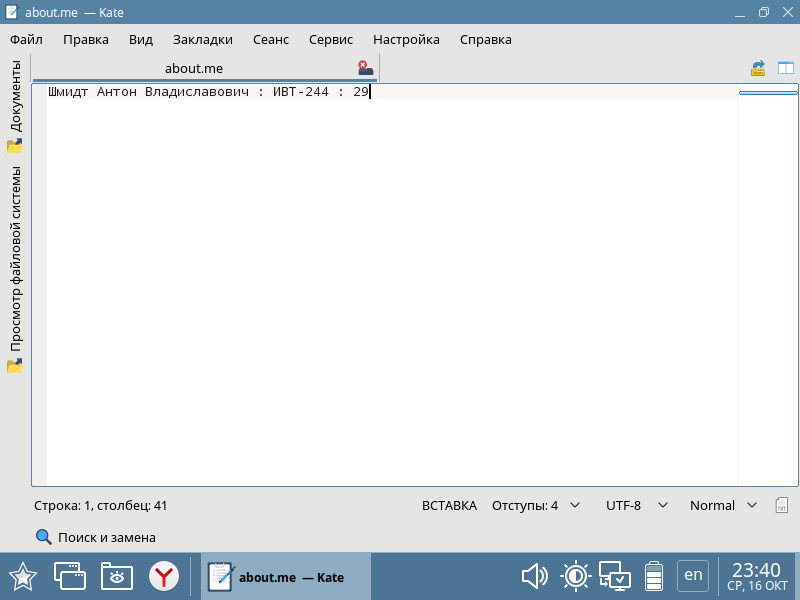 about.me — Kate
Файл Правка Вид Закладки Сеанс Сервис Настройка Справка
about.me
Документы
Просмотр файловой системы
Шмидт Антон Владиславович : ИВТ-244 : 29
Строка: 1, столбец: 41 ВСТАВКА Отступы: 4 UTF-8 Normal
Поиск и замена
about.me — Kate
en
23:40
СР, 16 ОКТ